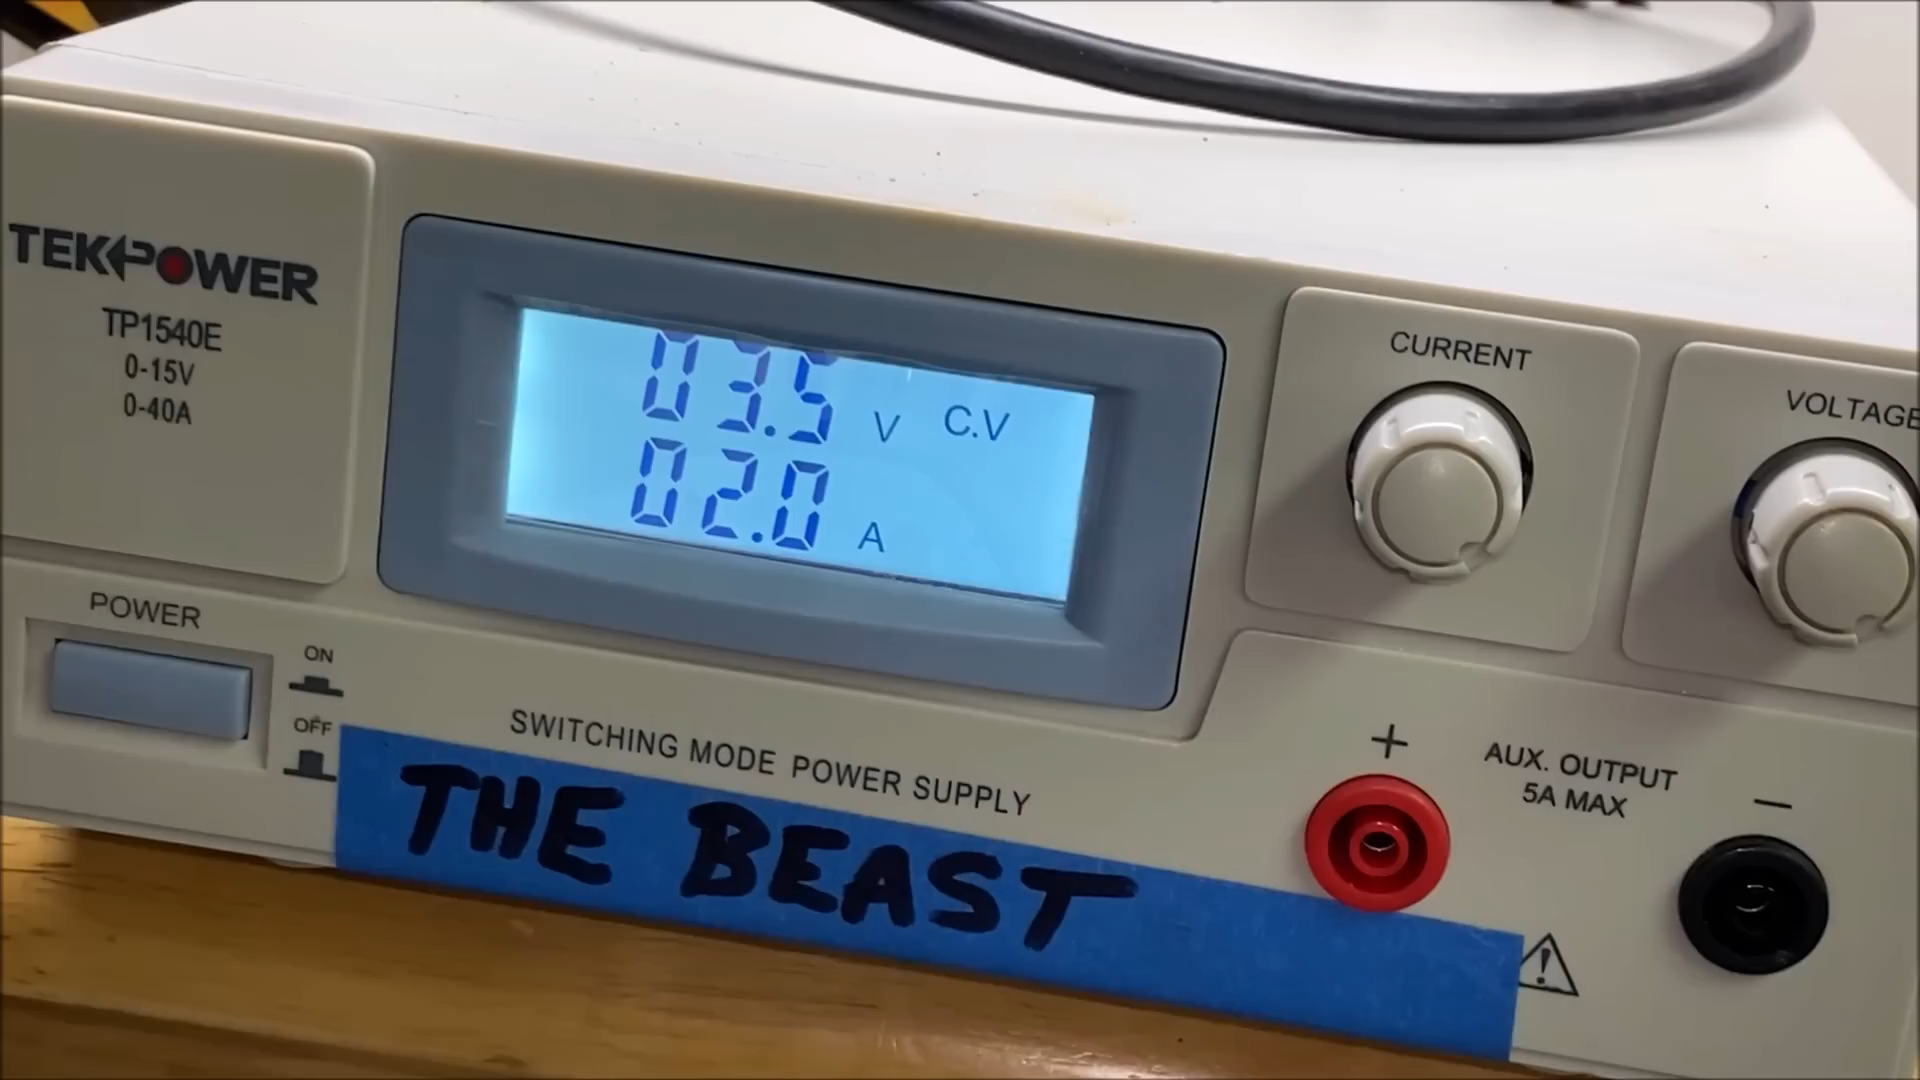 TEKPOWER
TP1540E
0-15V
0-40A
03.5 V C.V
02.0 A
CURRENT
VOLTAGE
POWER
ON
OFF
SWITCHING MODE POWER SUPPLY
THE BEAST
+
AUX. OUTPUT
5A MAX
−